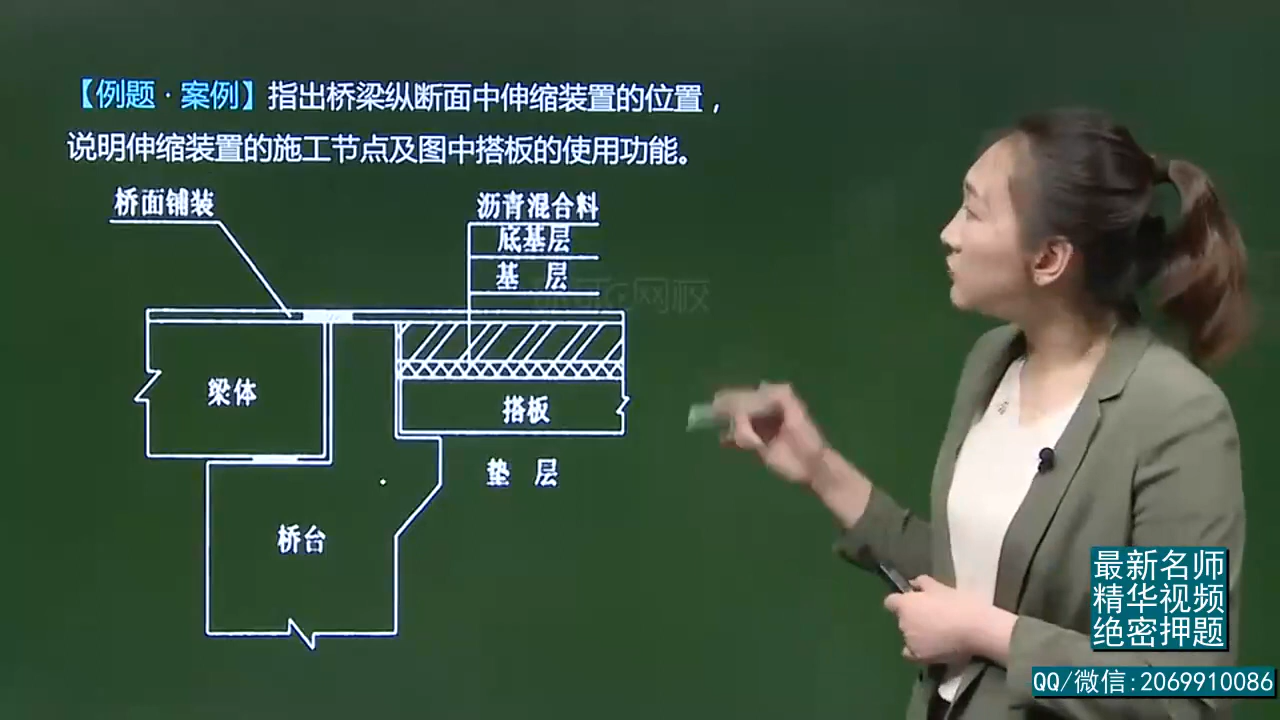 【例题·案例】指出桥梁纵断面中伸缩装置的位置，
说明伸缩装置的施工节点及图中搭板的使用功能。
桥面铺装
沥青混合料
底基层
基 层
梁体
搭板
垫 层
桥台
最新名师
精华视频
绝密押题
QQ/微信:2069910086